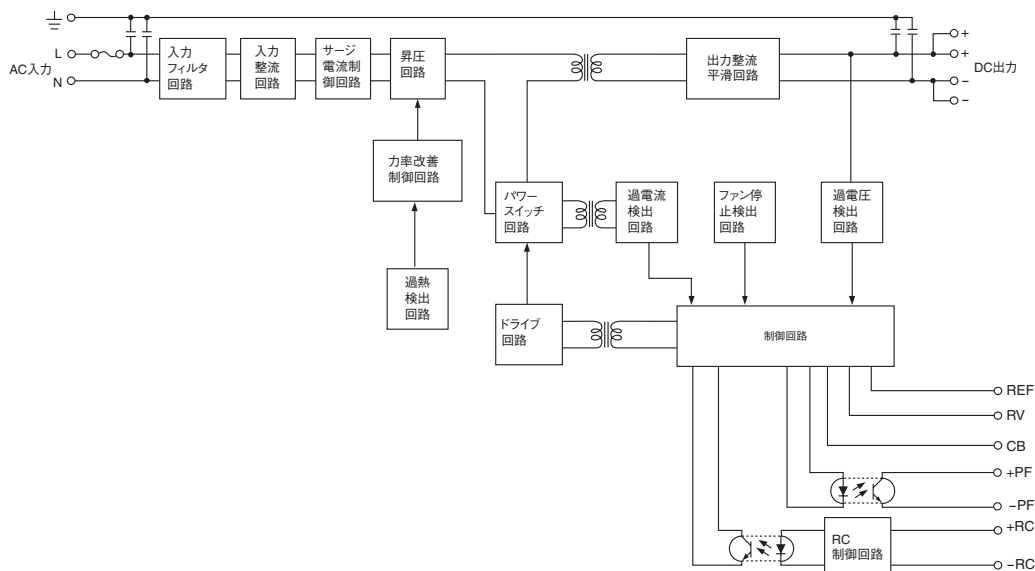 L
AC入力
N
入力
フィルタ
回路
入力
整流
回路
サージ
電流制
御回路
昇圧
回路
出力整流
平滑回路
+
+
DC出力
−
−
力率改善
制御回路
パワー
スイッチ
回路
過電流
検出
回路
ファン停
止検出
回路
過電圧
検出
回路
過熱
検出
回路
ドライブ
回路
制御回路
REF
RV
CB
+PF
−PF
RC
制御回路
+RC
−RC